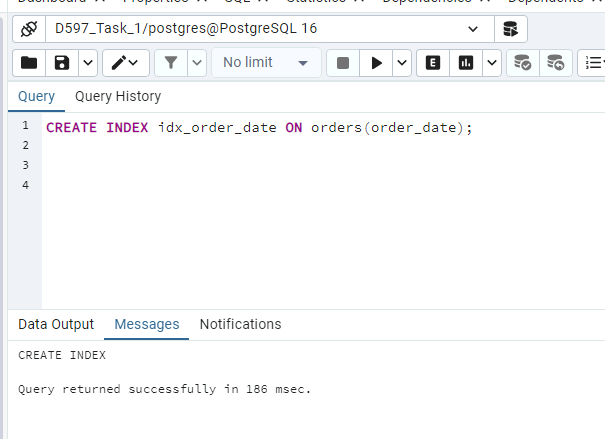 D597_Task_1/postgres@PostgreSQL 16
No limit
E
Query Query History
1 CREATE INDEX idx_order_date ON orders(order_date);
2
3
4
Data Output Messages Notifications
CREATE INDEX
Query returned successfully in 186 msec.